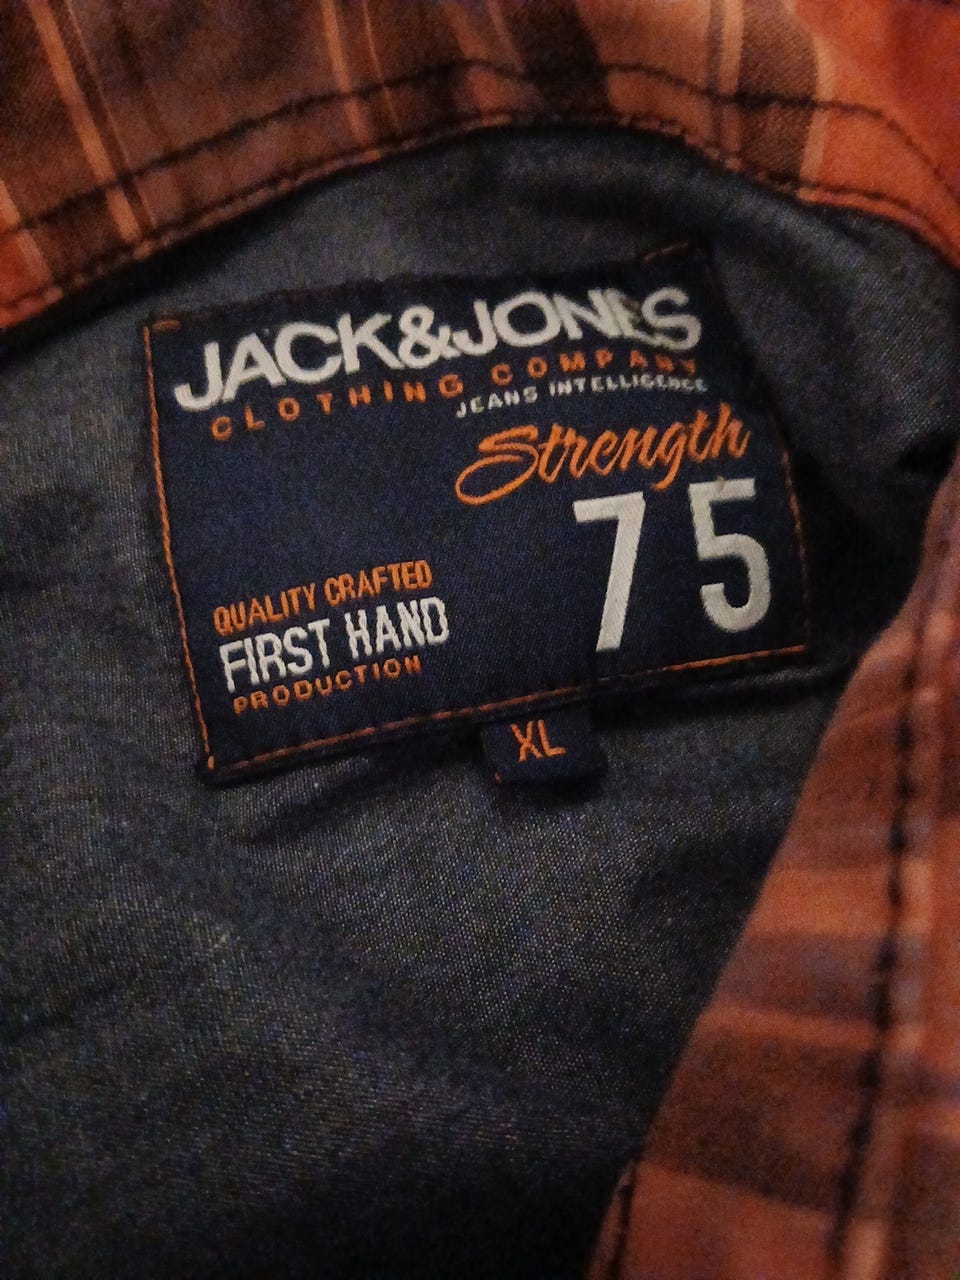 JACK&JONES
CLOTHING COMPANY
JEANS INTELLIGENCE
Strength
75
QUALITY CRAFTED
FIRST HAND
PRODUCTION
XL